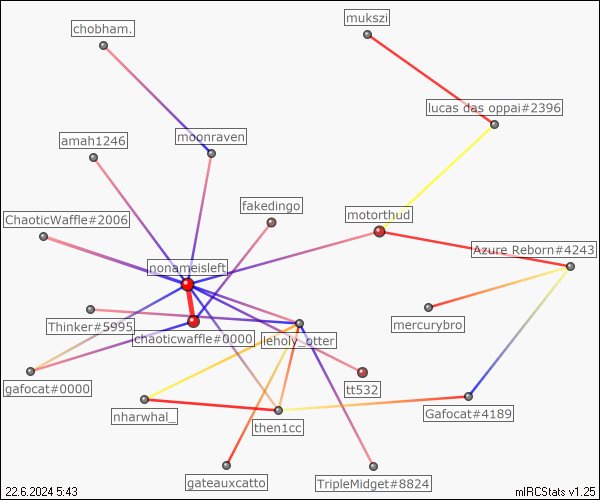 chobham.
mukszi
lucas das oppai#2396
amah1246
moonraven
ChaoticWaffle#2006
fakedingo
motorthud
Azure_Reborn#4243
nonameisleft
Thinker#5995
chaoticwaffle#0000
leholy_otter
mercurybro
gafocat#0000
tt532
nharwhal_
then1cc
Gafocat#4189
gateauxcatto
TripleMidget#8824
22.6.2024 5:43
mIRCStats v1.25